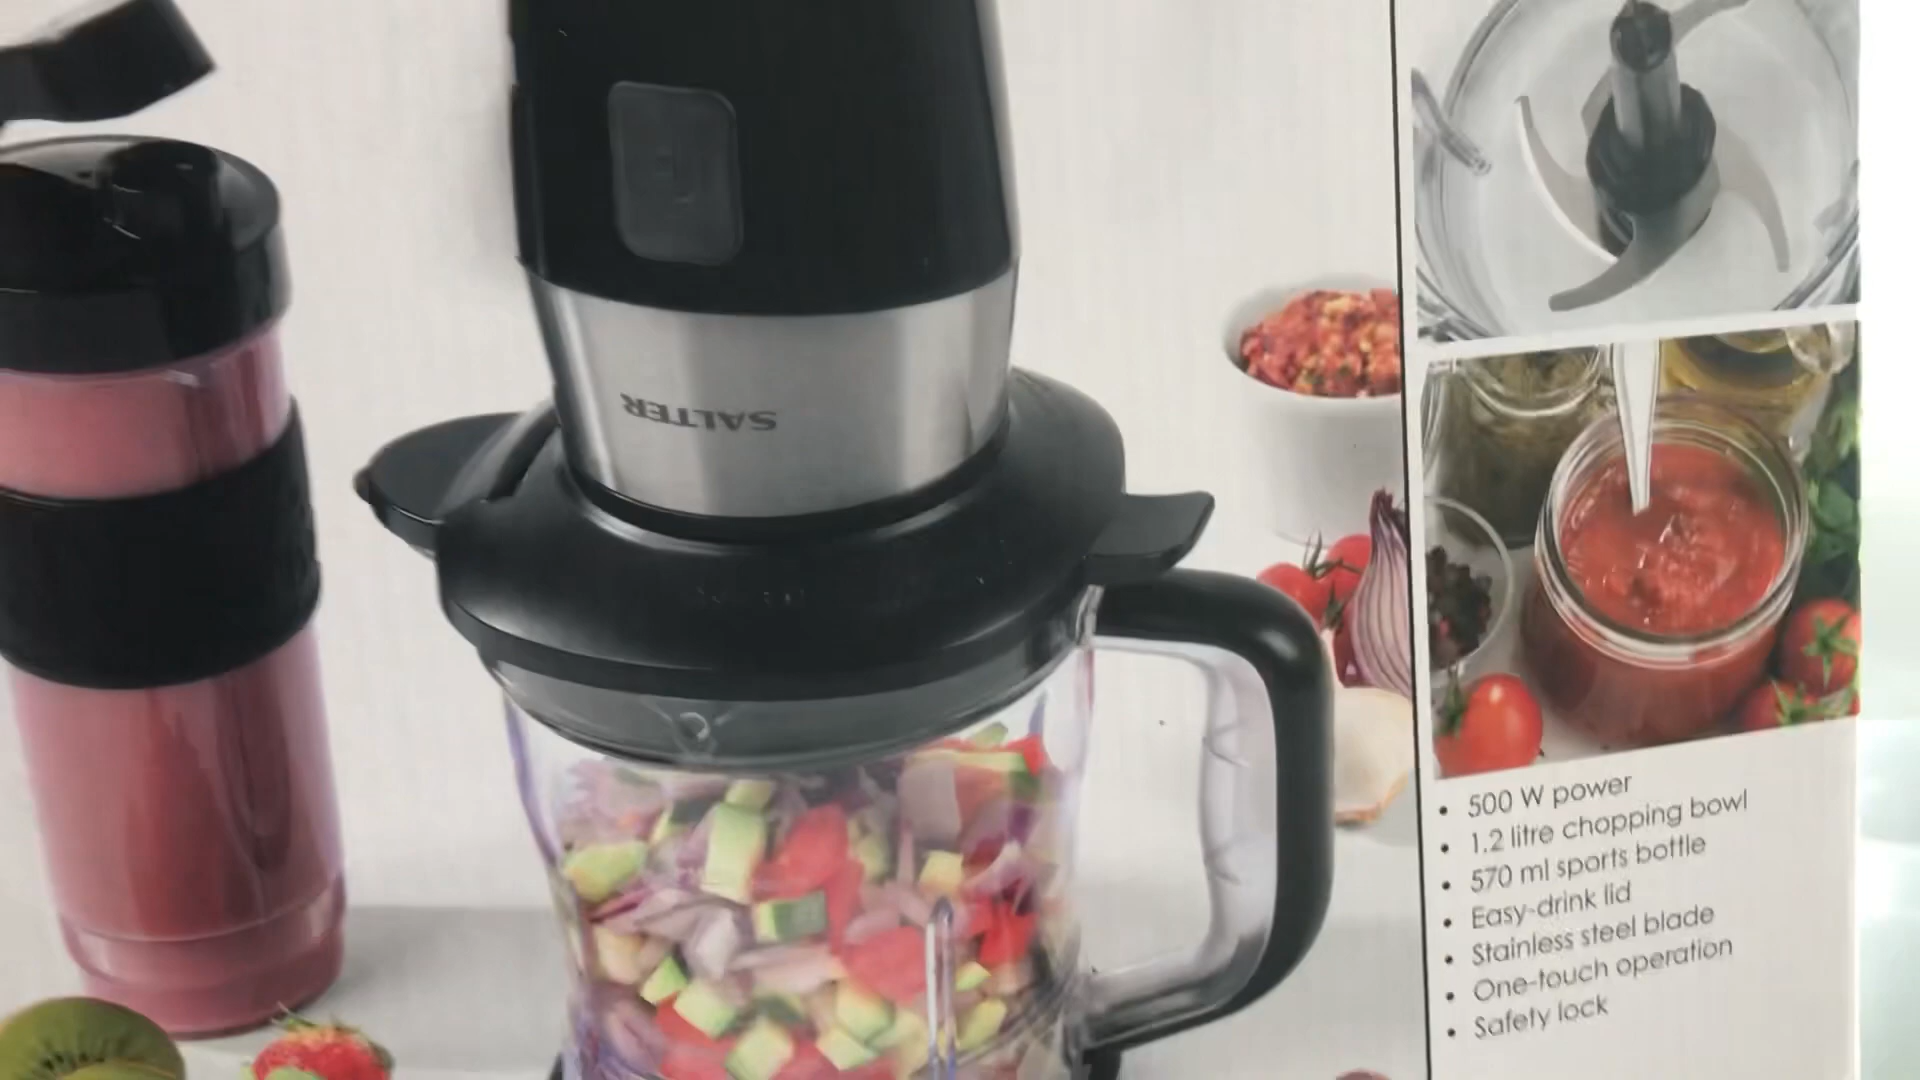 SALTER
• 500 W power
• 1.2 litre chopping bowl
• 570 ml sports bottle
• Easy-drink lid
• Stainless steel blade
• One-touch operation
• Safety lock